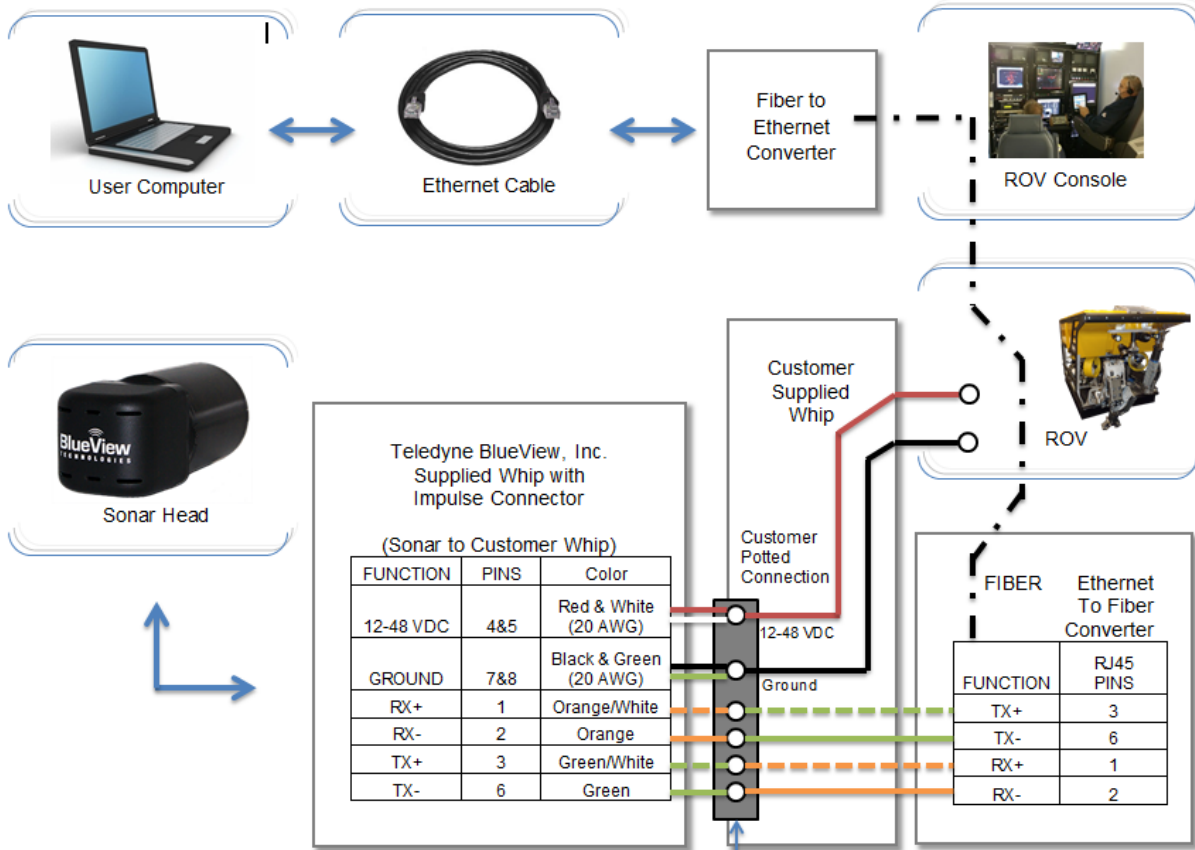 User Computer
Ethernet Cable
Fiber to
Ethernet
Converter
ROV Console
BlueView
TECHNOLOGIES
Sonar Head
Teledyne BlueView, Inc.
Supplied Whip with
Impulse Connector
(Sonar to Customer Whip)
FUNCTION PINS Color
12-48 VDC 4&5 Red & White
(20 AWG)
GROUND 7&8 Black & Green
(20 AWG)
RX+ 1 Orange/White
RX- 2 Orange
TX+ 3 Green/White
TX- 6 Green
Customer
Supplied
Whip
Customer
Potted
Connection
12-48 VDC
Ground
ROV
FIBER
Ethernet
To Fiber
Converter
FUNCTION RJ45
PINS
TX+ 3
TX- 6
RX+ 1
RX- 2